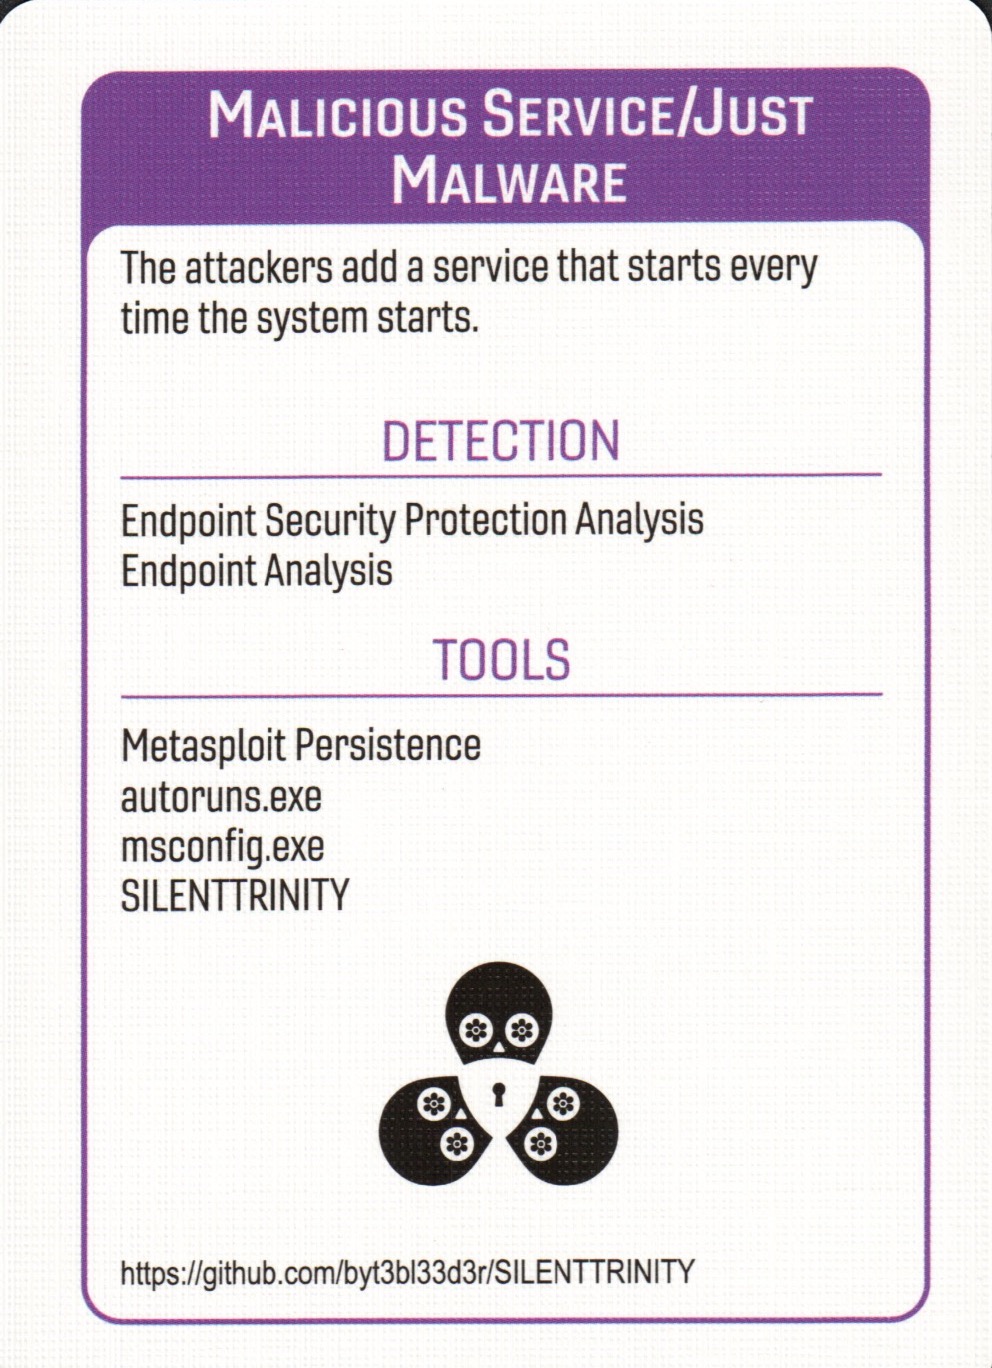 Malicious Service/Just
Malware
The attackers add a service that starts every
time the system starts.
DETECTION
Endpoint Security Protection Analysis
Endpoint Analysis
TOOLS
Metasploit Persistence
autoruns.exe
msconfig.exe
SILENTTRINITY
https://github.com/byt3bl33d3r/SILENTTRINITY